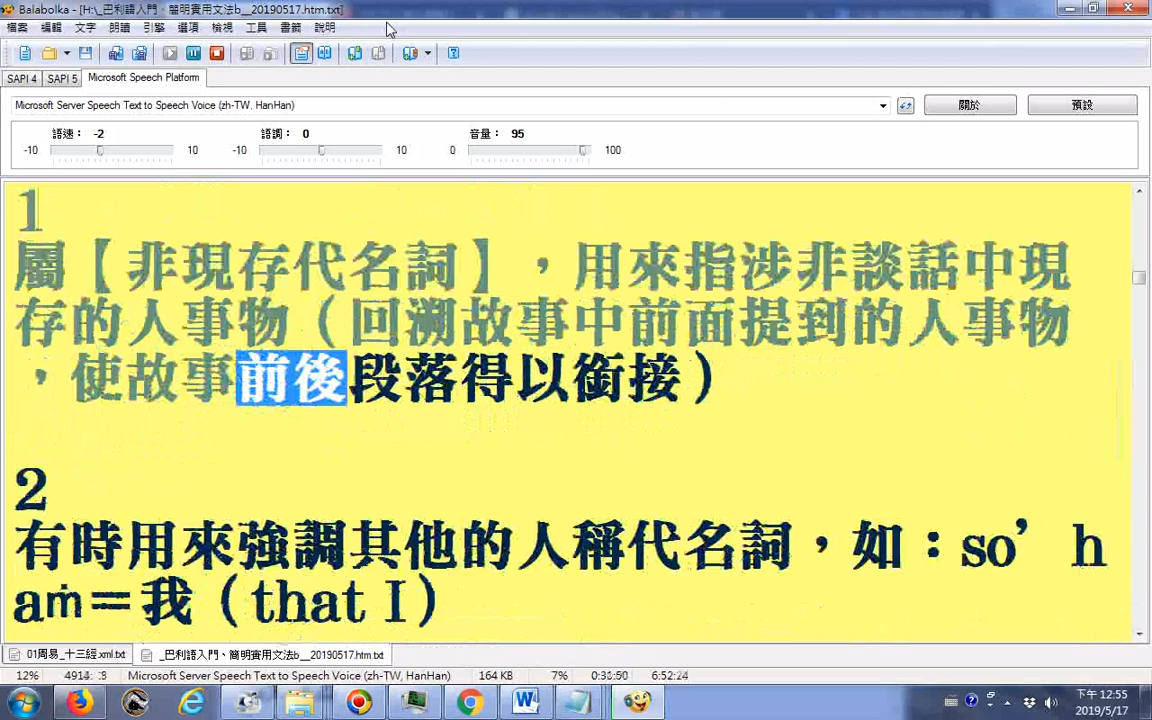 Balabolka - [H:\_巴利語入門、簡明實用文法b__20190517.htm.txt]
檔案 編輯 文字 朗讀 引擎 選項 檢視 工具 書籤 說明
SAPI 4 SAPI 5 Microsoft Speech Platform
Microsoft Server Speech Text to Speech Voice (zh-TW, HanHan) 關於 預設
語速： -2 語調： 0 音量： 95
-10 10 -10 10 0 100
1
屬【非現存代名詞】，用來指涉非談話中現
存的人事物（回溯故事中前面提到的人事物
，使故事前後段落得以銜接）
2
有時用來強調其他的人稱代名詞，如：so’h
aṁ＝我（that I）
01周易_十三經.xml.txt _巴利語入門、簡明實用文法b__20190517.htm.txt
12% 4914: :3 Microsoft Server Speech Text to Speech Voice (zh-TW, HanHan) 164 KB 7% 0:30:50 6:52:24
下午 12:55
2019/5/17